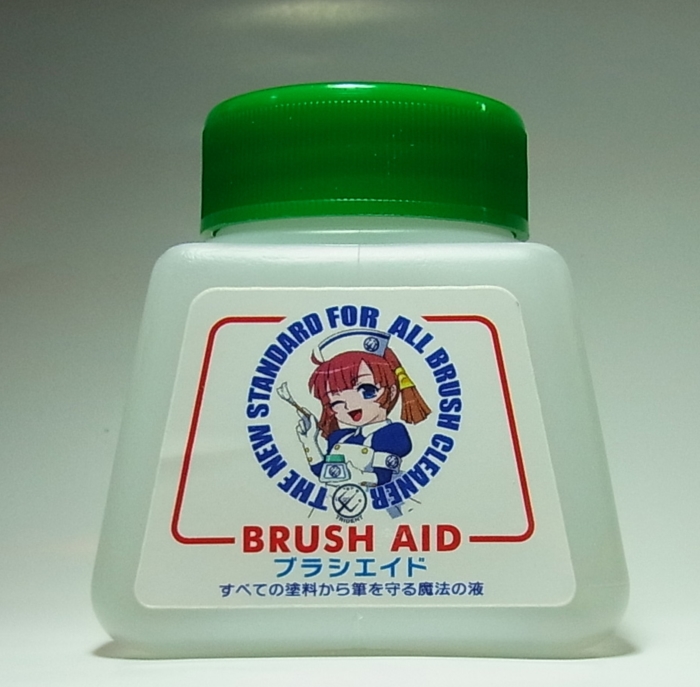 THE NEW STANDARD FOR ALL BRUSH CLEANER
TRIDENT
BRUSH AID
ブラシエイド
すべての塗料から筆を守る魔法の液